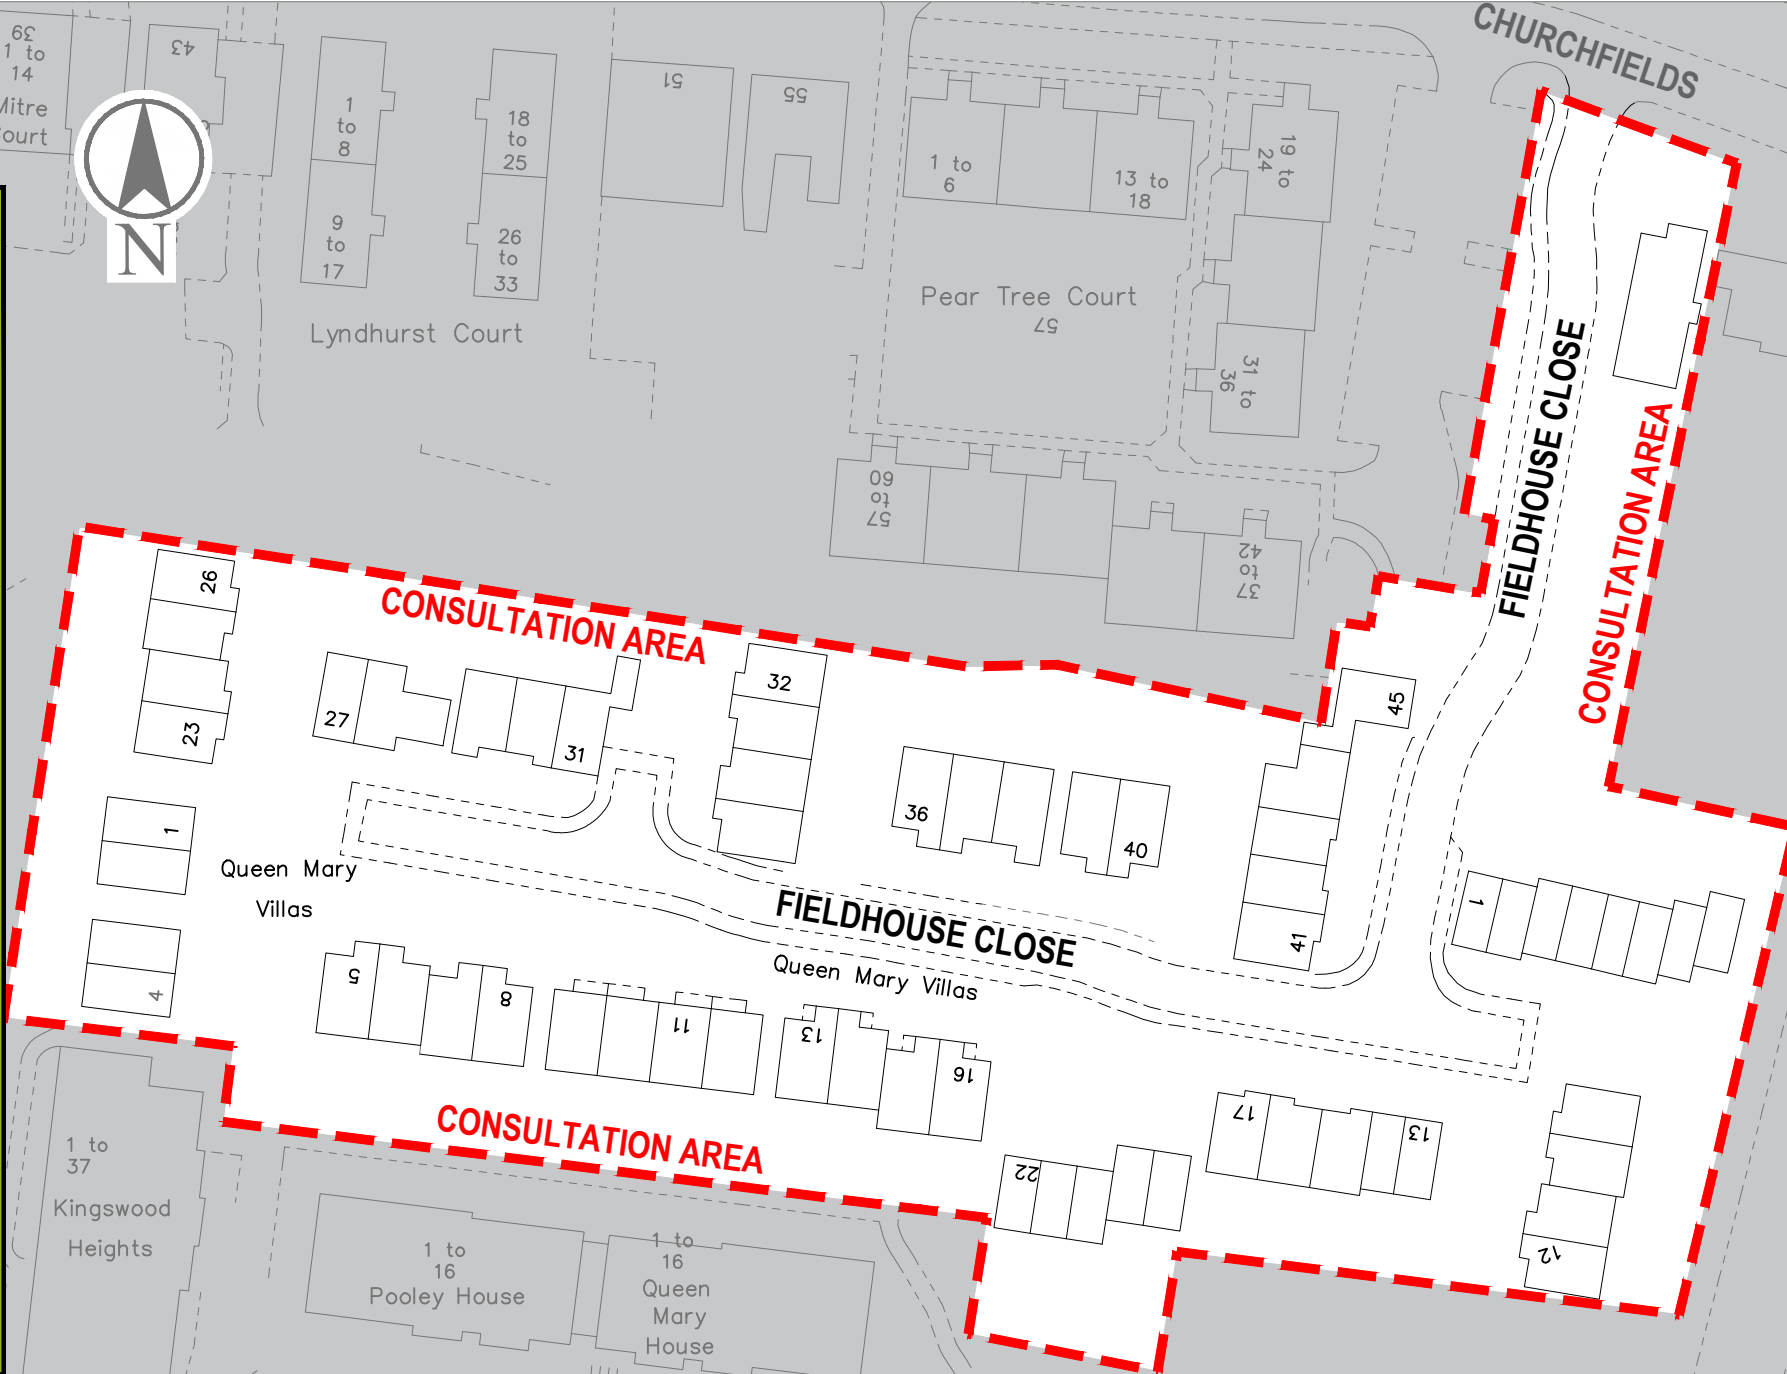 CHURCHFIELDS
39
1 to
14
Mitre
Court
43
N
1
to
8
9
to
17
18
to
25
26
to
33
Lyndhurst Court
51
55
1 to
6
13 to
18
19 to
24
31 to
36
Pear Tree Court
57
57
to
60
37
to
42
FIELDHOUSE CLOSE
CONSULTATION AREA
CONSULTATION AREA
26
23
27
31
32
36
40
45
41
1
1
4
Queen Mary
Villas
FIELDHOUSE CLOSE
Queen Mary Villas
5
8
11
13
16
17
13
22
12
CONSULTATION AREA
1 to
37
Kingswood
Heights
1 to
16
Pooley House
1 to
16
Queen
Mary
House